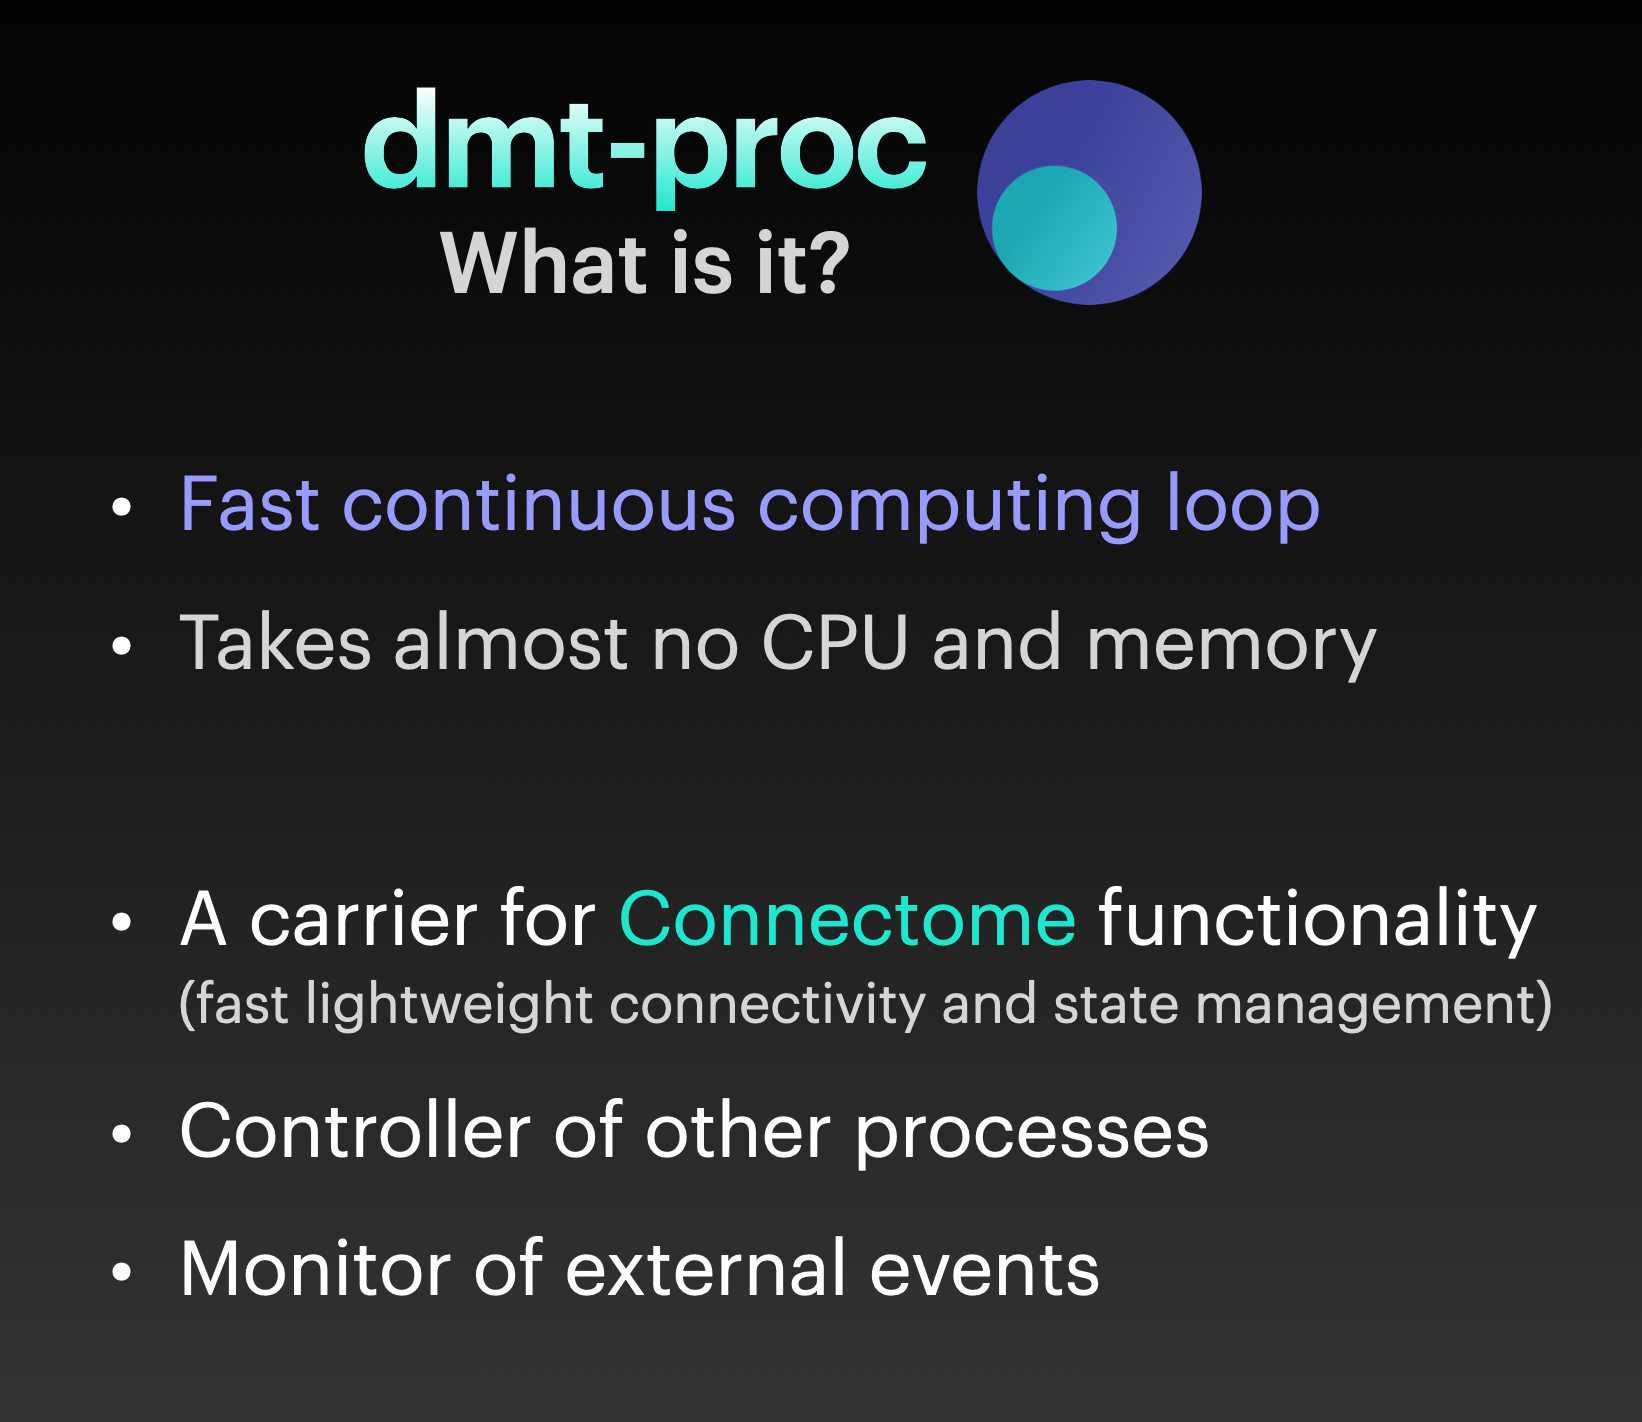 dmt-proc
What is it?
• Fast continuous computing loop
• Takes almost no CPU and memory
• A carrier for Connectome functionality
(fast lightweight connectivity and state management)
• Controller of other processes
• Monitor of external events